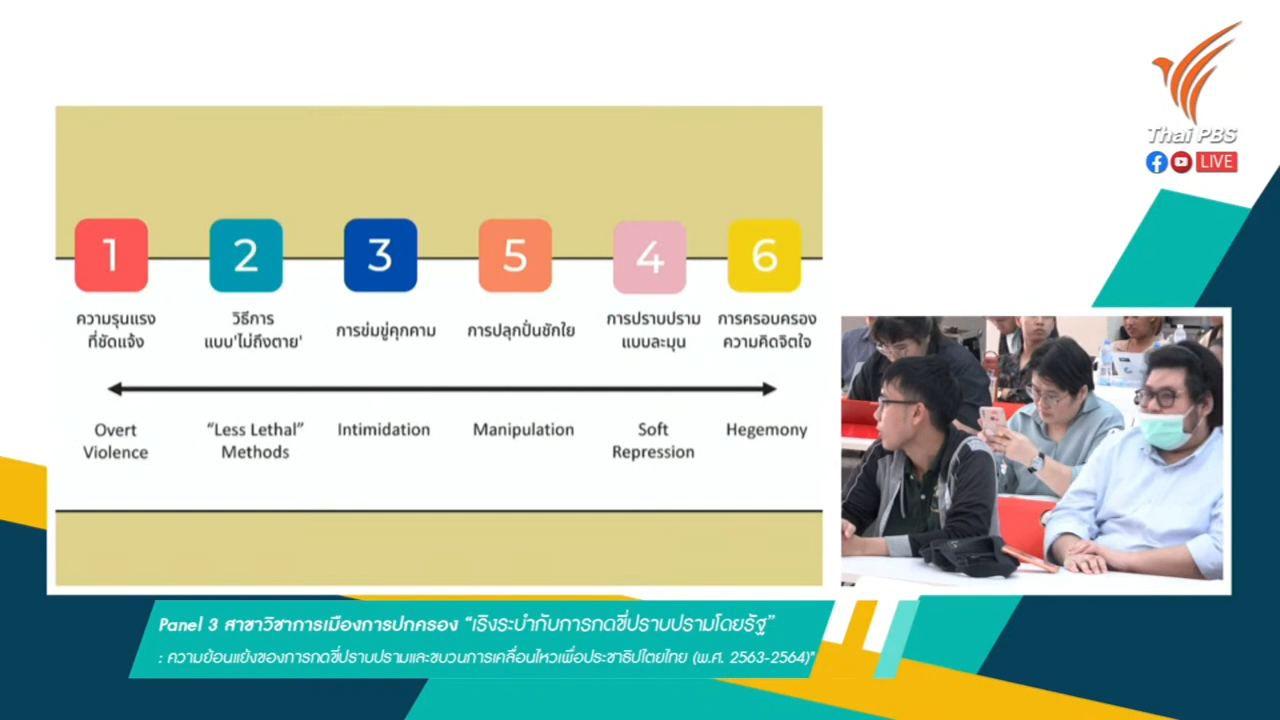 Thai PBS
LIVE
1
2
3
5
4
6
ความรุนแรง
ที่ชัดแจ้ง
วิธีการ
แบบ'ไม่ถึงตาย'
การข่มขู่คุกคาม
การปลุกปั่นชักใย
การปราบปราม
แบบละมุน
การครอบครอง
ความคิดจิตใจ
Overt
Violence
“Less Lethal”
Methods
Intimidation
Manipulation
Soft
Repression
Hegemony
Panel 3 สาขาวิชาการเมืองการปกครอง “เริงระบำกับการกดขี่ปราบปรามโดยรัฐ”
: ความย้อนแย้งของการกดขี่ปราบปรามและขบวนการเคลื่อนไหวเพื่อประชาธิปไตยไทย (พ.ศ. 2563-2564)"